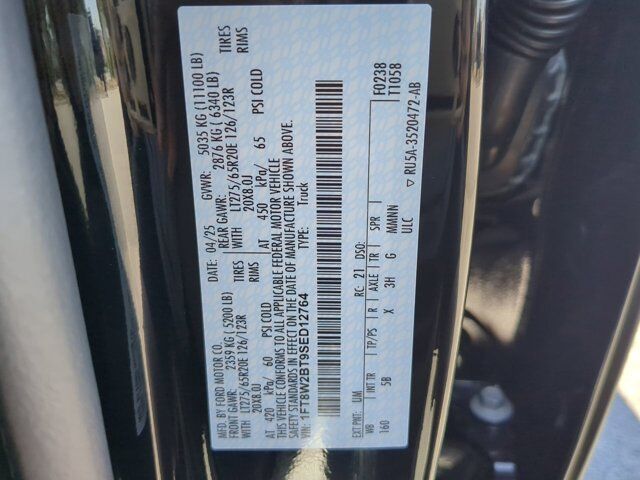 MFD. BY FORD MOTOR CO.
DATE: 04/25 GVWR: 5035 KG (11100 LB)
FRONT GAWR: 2359 KG (5200 LB) REAR GAWR: 2876 KG (6340 LB)
LT275/65R20E 126/123R TIRES WITH LT275/65R20E 126/123R TIRES
20X8.0J RIMS 20X8.0J RIMS
AT 420 kPa/ 60 PSI COLD AT 450 kPa/ 65 PSI COLD
THIS VEHICLE CONFORMS TO ALL APPLICABLE FEDERAL MOTOR VEHICLE
SAFETY STANDARDS IN EFFECT ON THE DATE OF MANUFACTURE SHOWN ABOVE.
VIN: 1FT8W2BT9SED12764 TYPE: Truck
F0238
T1058
EXT PNT: UM RC: 21 DSO:
WB INT TR TP/PS R AXLE TR SPR
160 5B X 3H G MMANN
ULC
▽ RU5A-3520472-AB